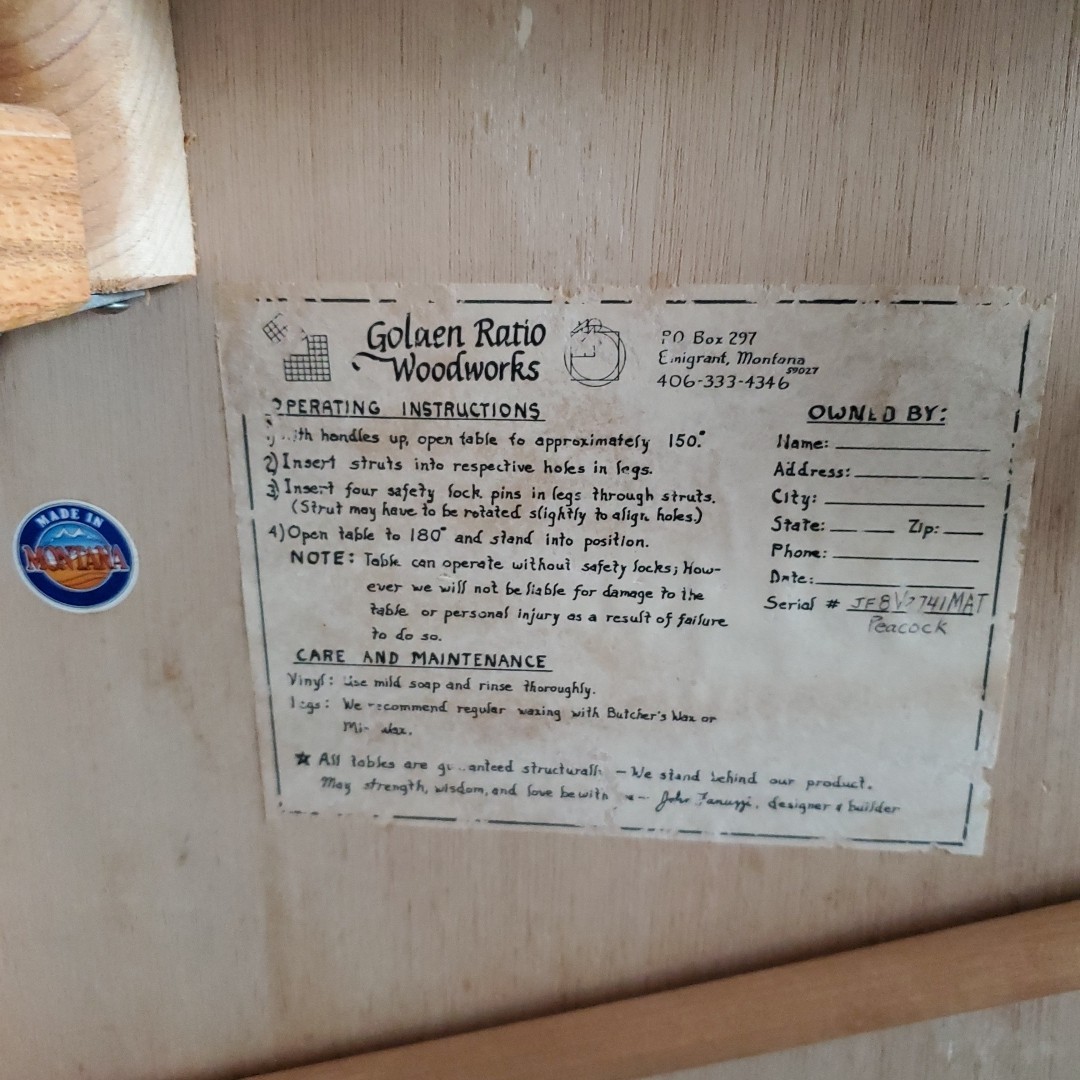 MADE IN
MONTANA
Golden Ratio
Woodworks
PO Box 297
Emigrant, Montana
59027
406-333-4346
OPERATING INSTRUCTIONS
1) With handles up, open table to approximately 150°.
2) Insert struts into respective holes in legs.
3) Insert four safety lock pins in legs through struts.
(Strut may have to be rotated slightly to align holes.)
4) Open table to 180° and stand into position.
NOTE: Table can operate without safety locks; How-
ever we will not be liable for damage to the
table or personal injury as a result of failure
to do so.
CARE AND MAINTENANCE
Vinyl: Use mild soap and rinse thoroughly.
Legs: We recommend regular waxing with Butcher's Wax or
Min Wax.
★ All tables are guaranteed structurally — We stand behind our product.
May strength, wisdom, and love be with — John Fanuzzi, designer & builder
OWNED BY:
Name:
Address:
City:
State: Zip:
Phone:
Date:
Serial #
Peacock